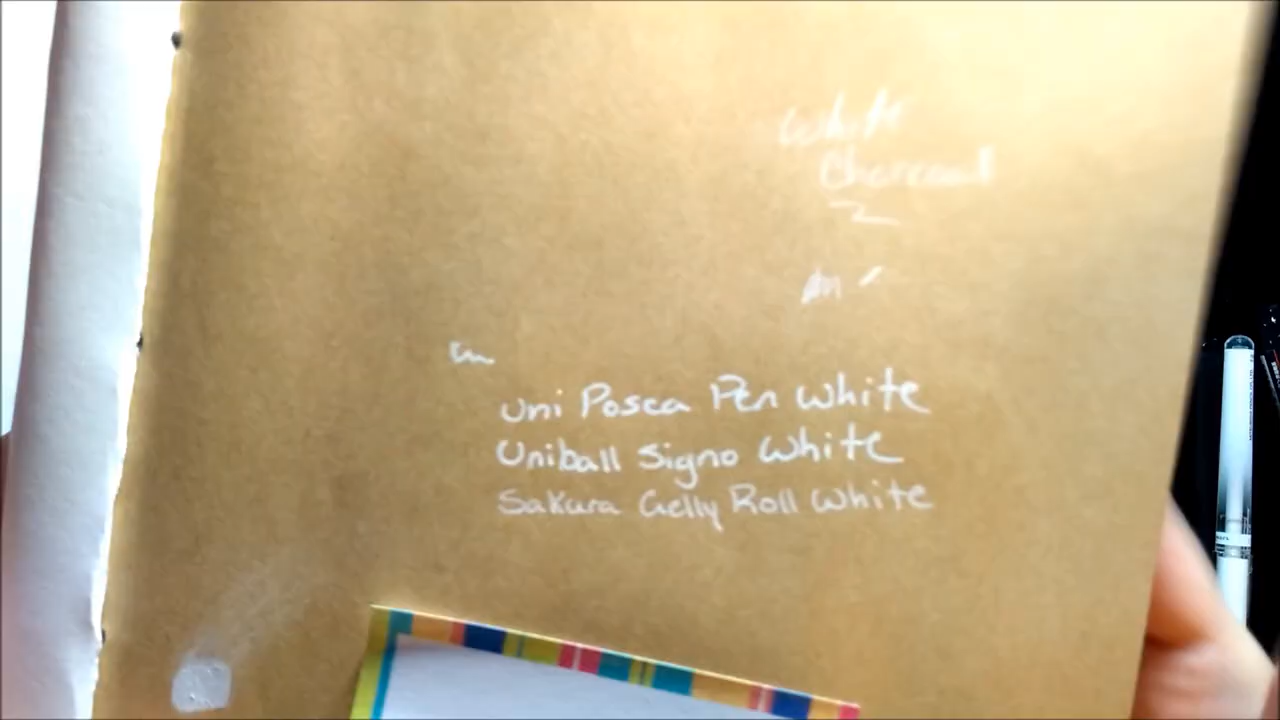 White
Charcoal
Uni Posca Pen White
Uniball Signo White
Sakura Gelly Roll White